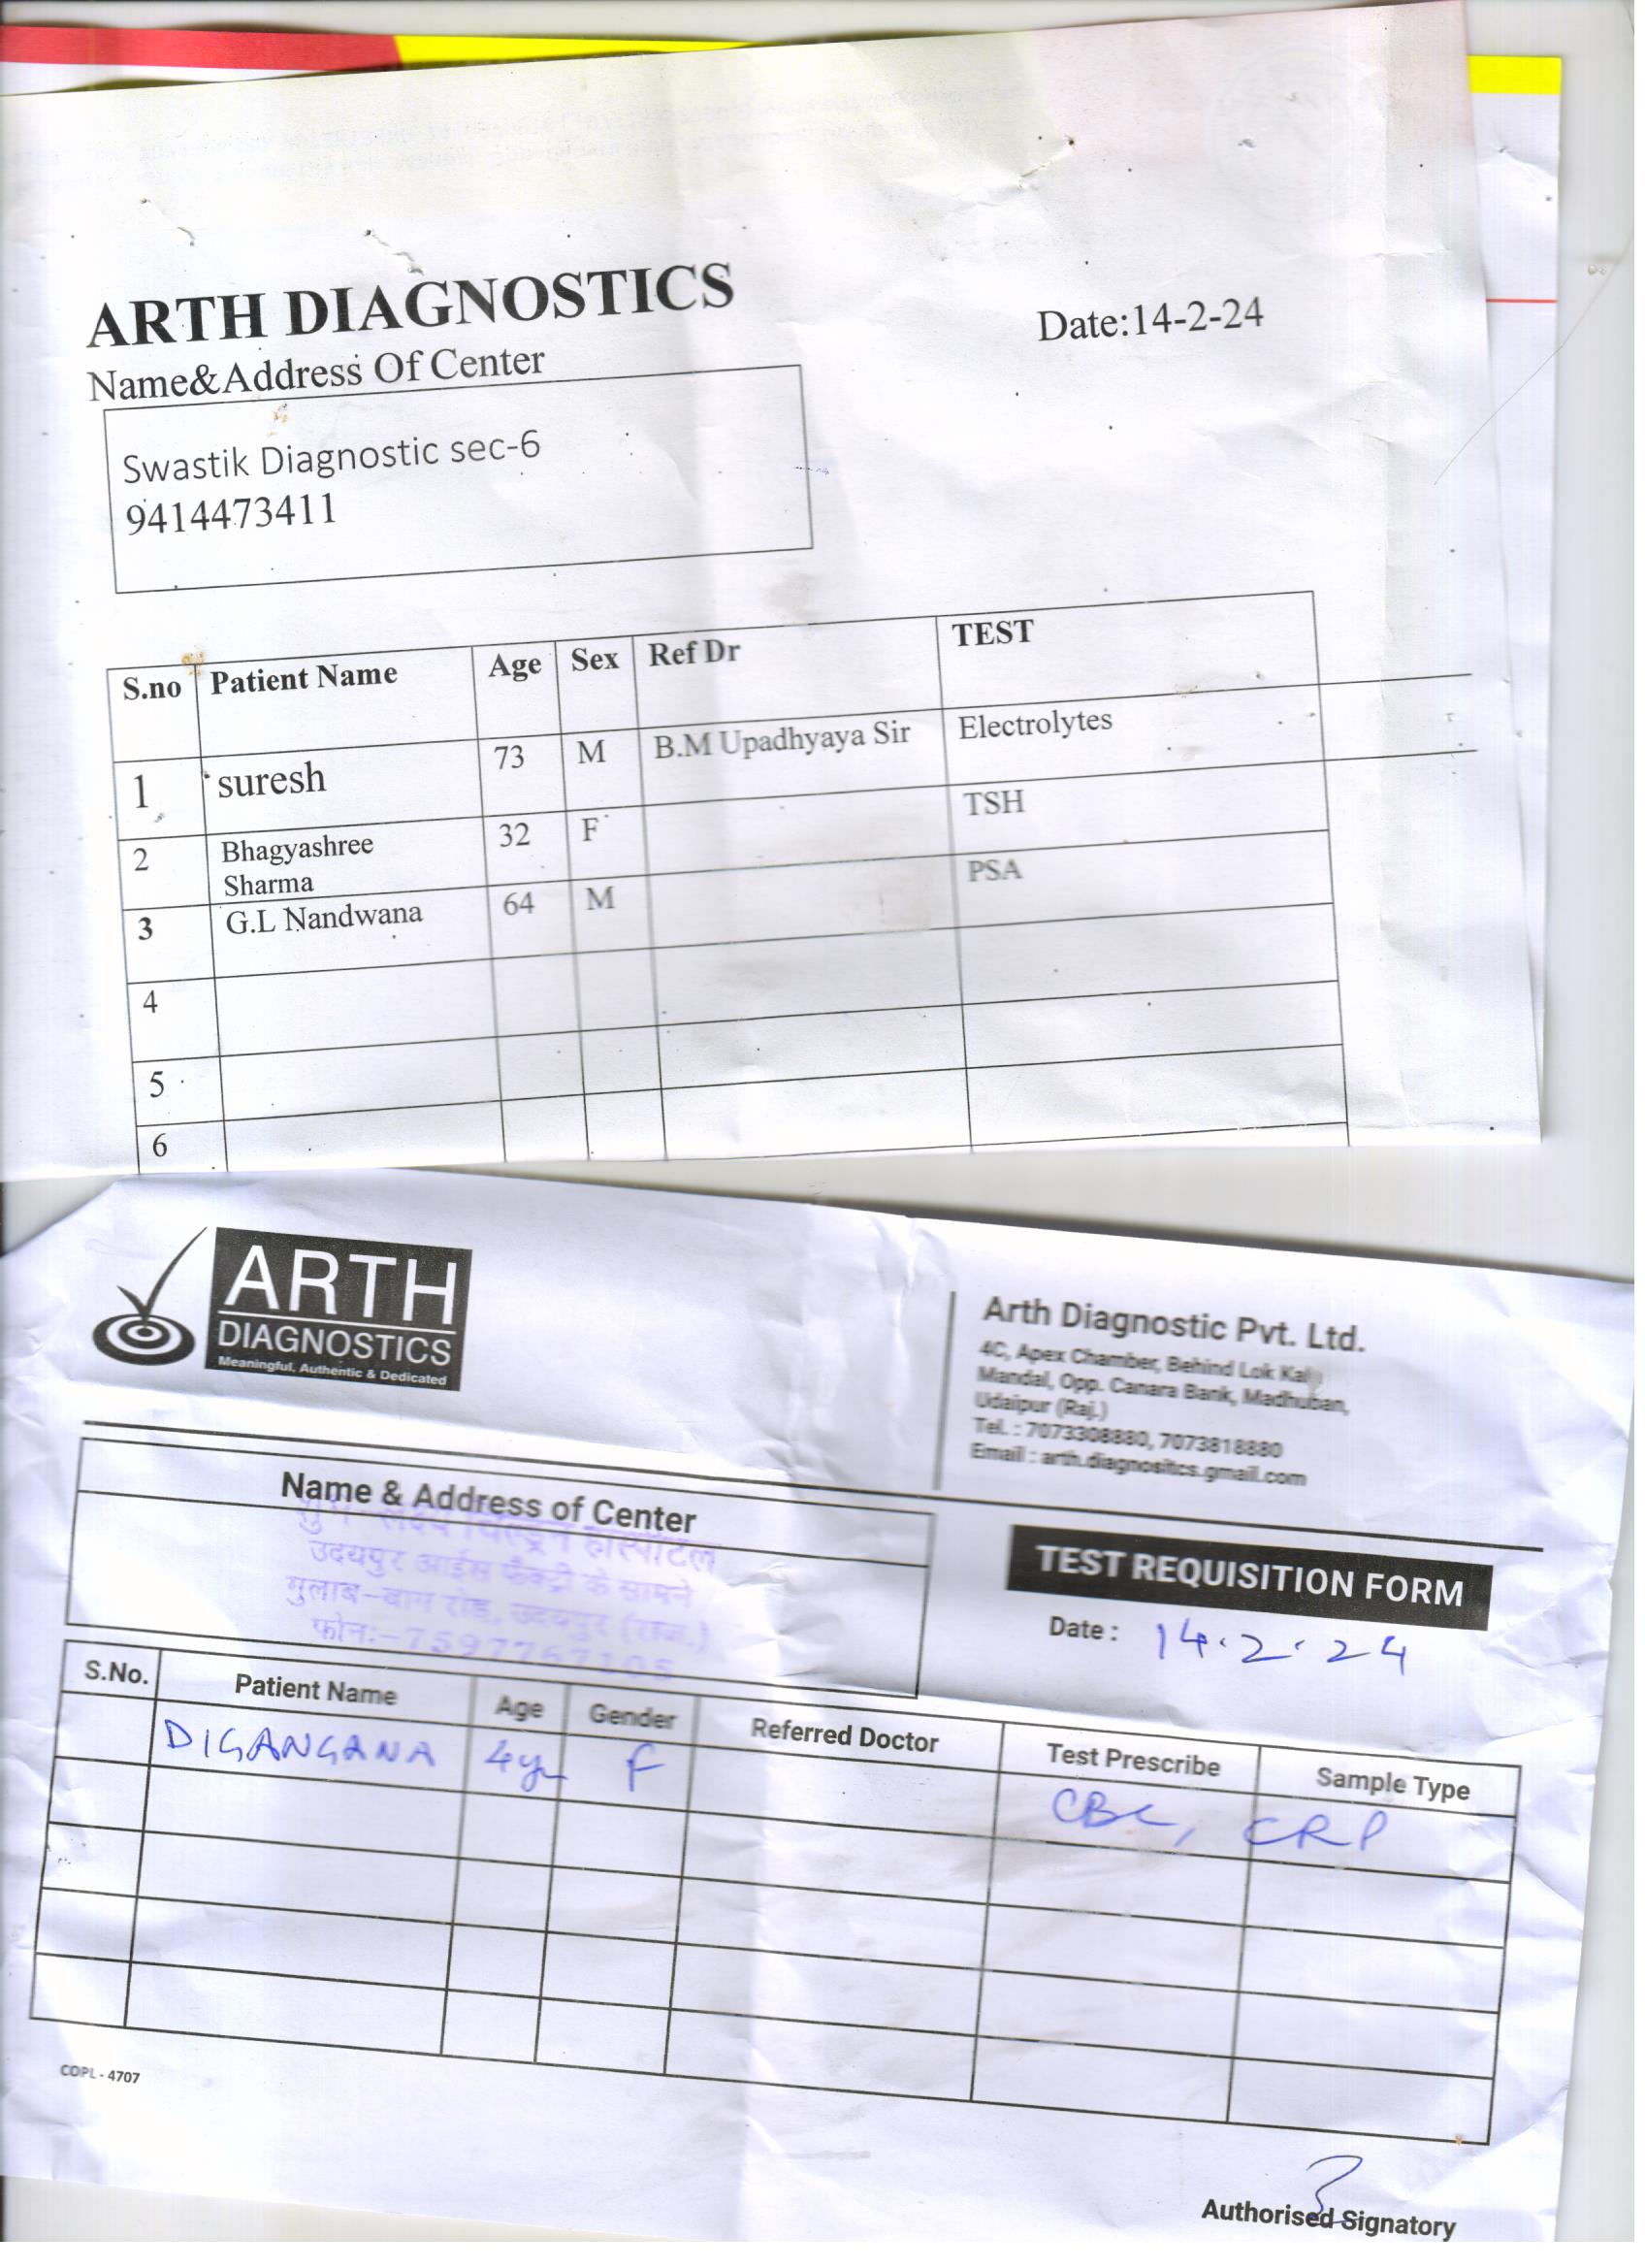 ARTH DIAGNOSTICS
Date:14-2-24
Name&Address Of Center
Swastik Diagnostic sec-6
9414473411
S.no Patient Name Age Sex Ref Dr TEST
1 suresh 73 M B.M Upadhyaya Sir Electrolytes
2 Bhagyashree Sharma 32 F TSH
3 G.L Nandwana 64 M PSA
4
5
6
ARTH
DIAGNOSTICS
Meaningful, Authentic & Dedicated
Arth Diagnostic Pvt. Ltd.
4C, Apex Chamber, Behind Lok Kala
Mandal, Opp. Canara Bank, Madhuban,
Udaipur (Raj.)
Tel. : 7073308880, 7073818880
Email : arth.diagnositcs.gmail.com
Name & Address of Center
चिल्ड्रन हास्पीटल
उदयपुर आईस फैक्ट्री के सामने
गुलाब-बाग रोड, उदयपुर (राज.)
फोनः-7597767105
TEST REQUISITION FORM
Date : 14.2.24
S.No. Patient Name Age Gender Referred Doctor Test Prescribe Sample Type
DIGANGANA 4yr F CBC, CRP
COPL - 4707
Authorised Signatory